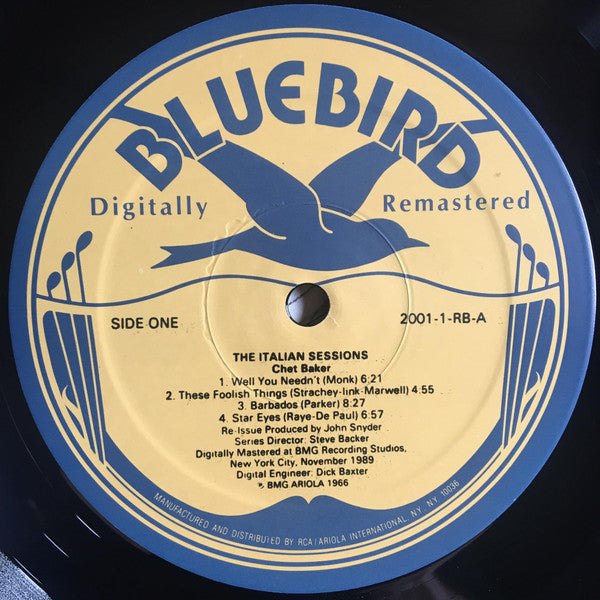 BLUEBIRD
Digitally Remastered
SIDE ONE 2001-1-RB-A
THE ITALIAN SESSIONS
Chet Baker
1. Well You Needn't (Monk) 6:21
2. These Foolish Things (Strachey-link-Marwell) 4:55
3. Barbados (Parker) 8:27
4. Star Eyes (Raye-De Paul) 6:57
Re-Issue Produced by John Snyder
Series Director: Steve Backer
Digitally Mastered at BMG Recording Studios,
New York City, November 1989
Digital Engineer: Dick Baxter
℗ BMG ARIOLA 1966
MANUFACTURED AND DISTRIBUTED BY RCA/ARIOLA INTERNATIONAL, N.Y., N.Y. 10036